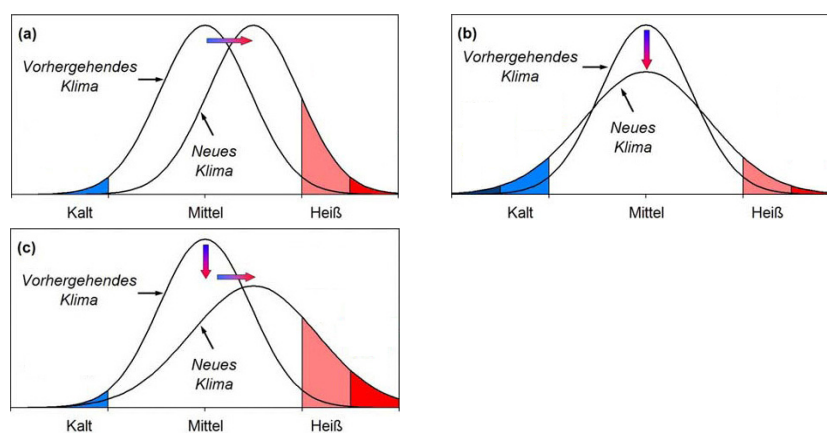 (a)
Vorhergehendes
Klima
Neues
Klima
Kalt Mittel Heiß
(b)
Vorhergehendes
Klima
Neues
Klima
Kalt Mittel Heiß
(c)
Vorhergehendes
Klima
Neues
Klima
Kalt Mittel Heiß